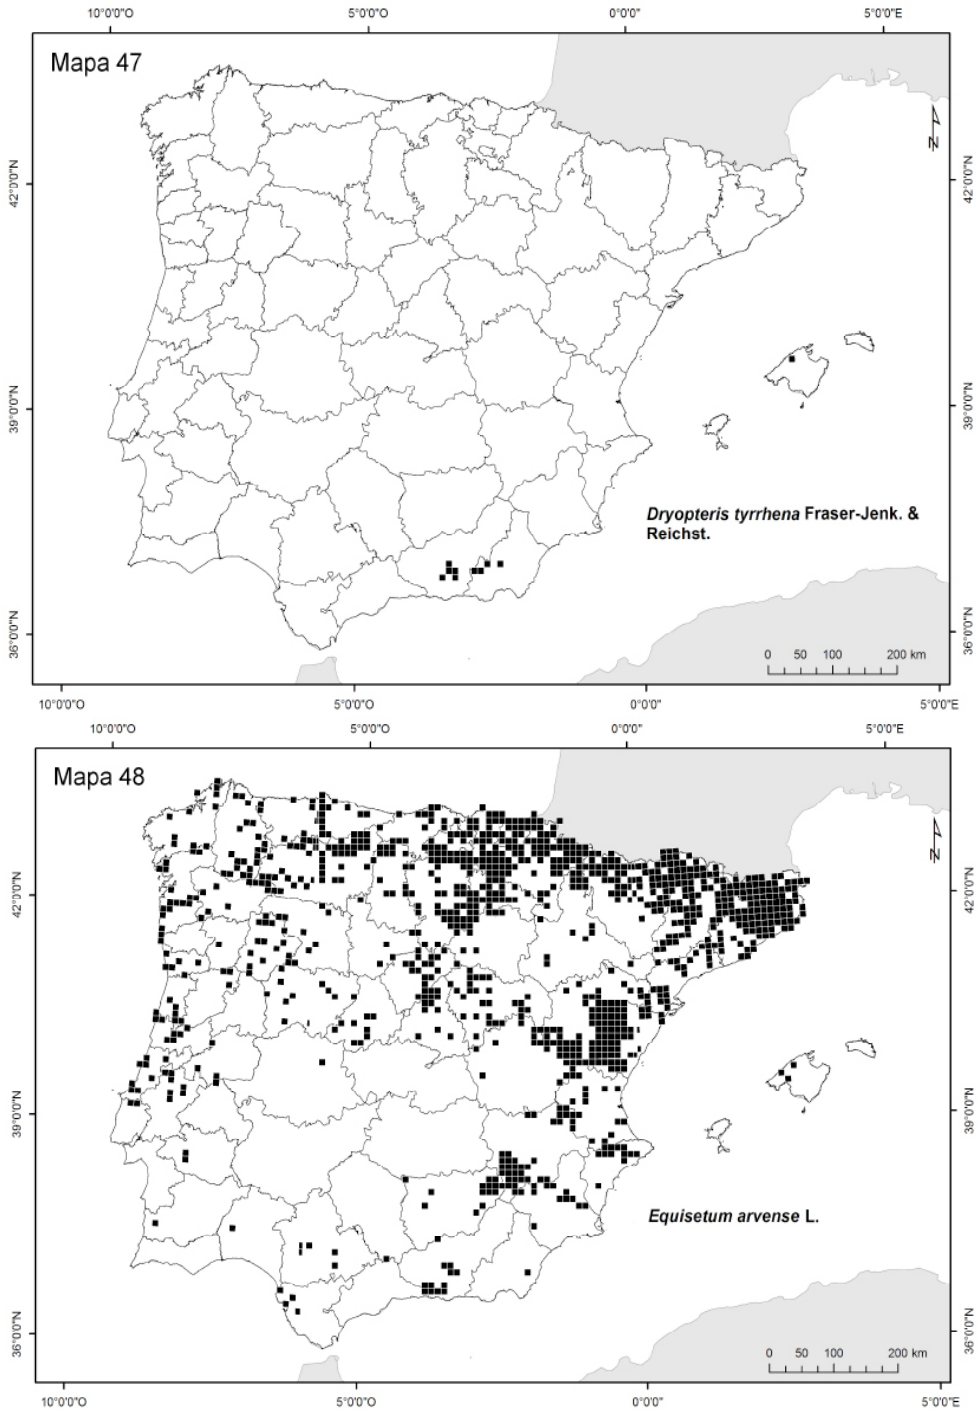 10°0'0"O 5°0'0"O 0°0'0" 5°0'0"E
Mapa 47
N
42°0'0"N 42°0'0"N
39°0'0"N 39°0'0"N
Dryopteris tyrrhena Fraser-Jenk. &
Reichst.
36°0'0"N 36°0'0"N
0 50 100 200 km
10°0'0"O 5°0'0"O 0°0'0" 5°0'0"E
10°0'0"O 5°0'0"O 0°0'0" 5°0'0"E
Mapa 48
N
42°0'0"N 42°0'0"N
39°0'0"N 39°0'0"N
Equisetum arvense L.
36°0'0"N 36°0'0"N
0 50 100 200 km
10°0'0"O 5°0'0"O 0°0'0" 5°0'0"E